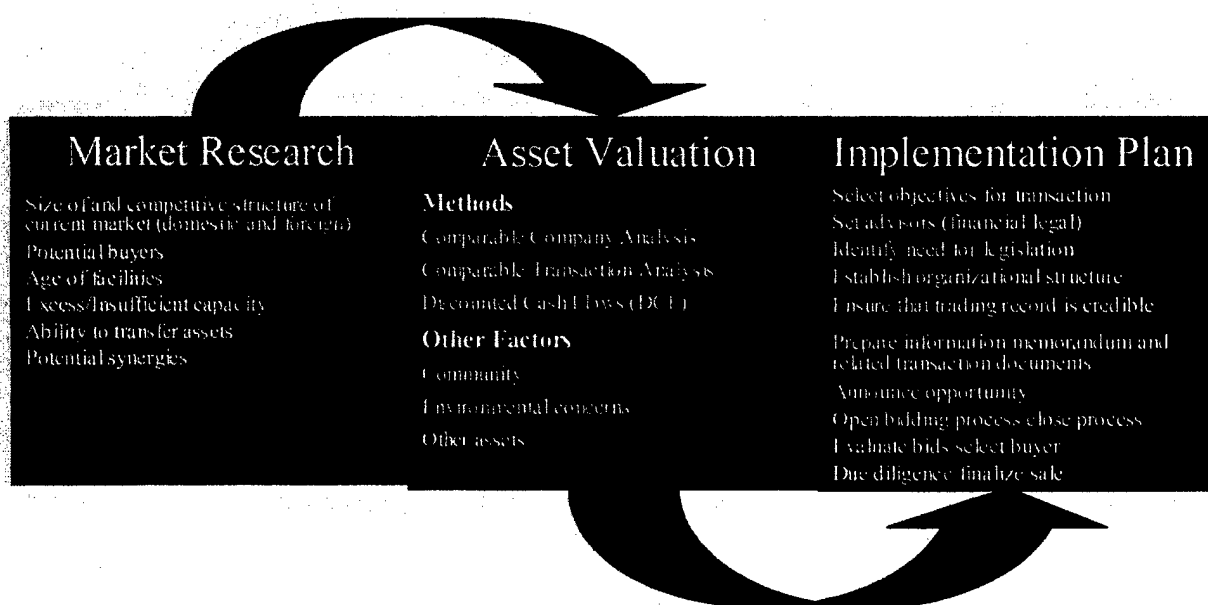 Market Research
Size of and competitive structure of
current market (domestic and foreign)
Potential buyers
Age of facilities
Excess/Insufficient capacity
Ability to transfer assets
Potential synergies
Asset Valuation
Methods
Comparable Company Analysis
Comparable Transaction Analysis
Decounted Cash Flows (DCF)
Other Factors
Community
Environmental concerns
Other assets
Implementation Plan
Select objectives for transaction
Set advisors (financial legal)
Identify need for legislation
Establish organizational structure
Ensure that trading record is credible
Prepare information memorandum and
related transaction documents
Announce opportunity
Open bidding process close process
Evaluate bids select buyer
Due diligence finalize sale